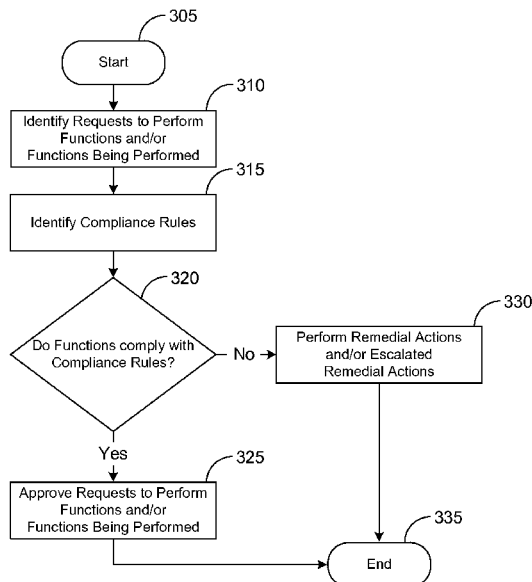 305
Start
310
Identify Requests to Perform
Functions and/or
Functions Being Performed
315
Identify Compliance Rules
320
Do Functions comply with
Compliance Rules?
No
330
Perform Remedial Actions
and/or Escalated
Remedial Actions
Yes
325
Approve Requests to Perform
Functions and/or
Functions Being Performed
335
End